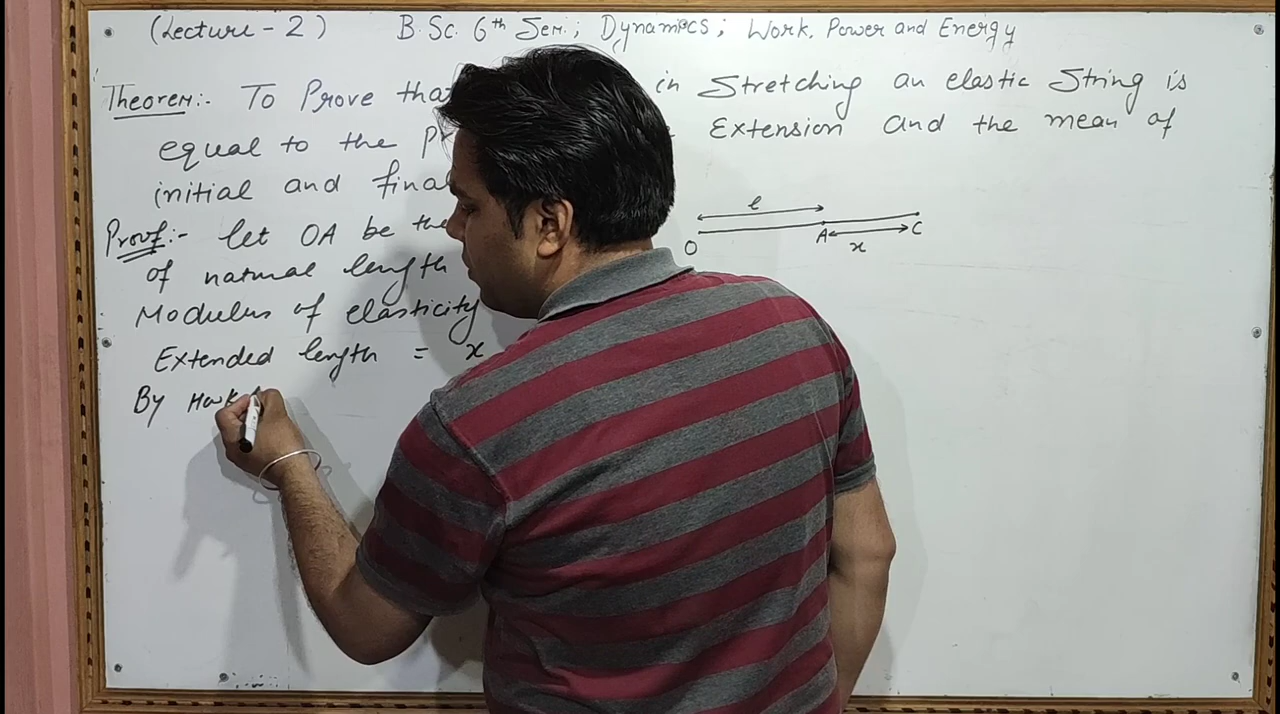 (Lecture - 2) B.Sc. 6th Sem.; Dynamics; Work, Power and Energy
Theorem:- To Prove that in Stretching an elastic String is
equal to the Extension and the mean of
initial and final
Proof:- let OA be the
of natural length
Modulus of elasticity
Extended length = x
By Hook
l
O A C
x